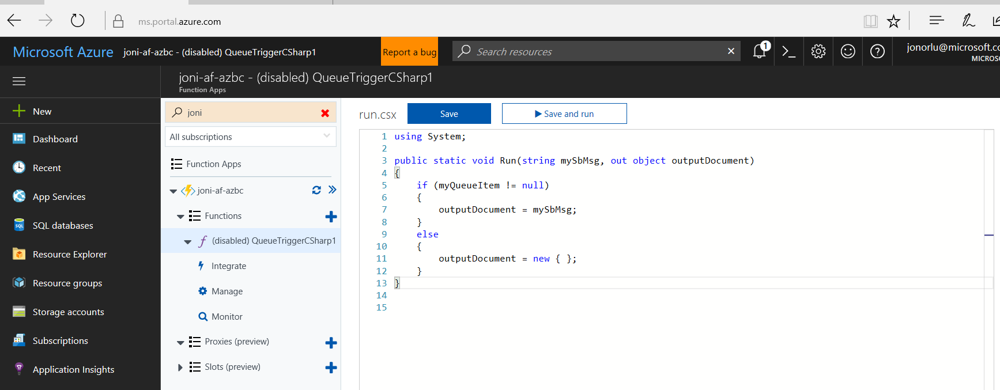 ms.portal.azure.com
Microsoft Azure joni-af-azbc - (disabled) QueueTriggerCSharp1 Report a bug Search resources 1 jonorlu@microsoft.co
MICROS
joni-af-azbc - (disabled) QueueTriggerCSharp1
Function Apps
New
Dashboard
Recent
App Services
SQL databases
Resource Explorer
Resource groups
Storage accounts
Subscriptions
Application Insights
joni
All subscriptions
Function Apps
joni-af-azbc
Functions
(disabled) QueueTriggerCSharp1
Integrate
Manage
Monitor
Proxies (preview)
Slots (preview)
run.csx Save Save and run
1 using System;
2
3 public static void Run(string mySbMsg, out object outputDocument)
4 {
5     if (myQueueItem != null)
6     {
7         outputDocument = mySbMsg;
8     }
9     else
10     {
11         outputDocument = new { };
12     }
13 }
14
15